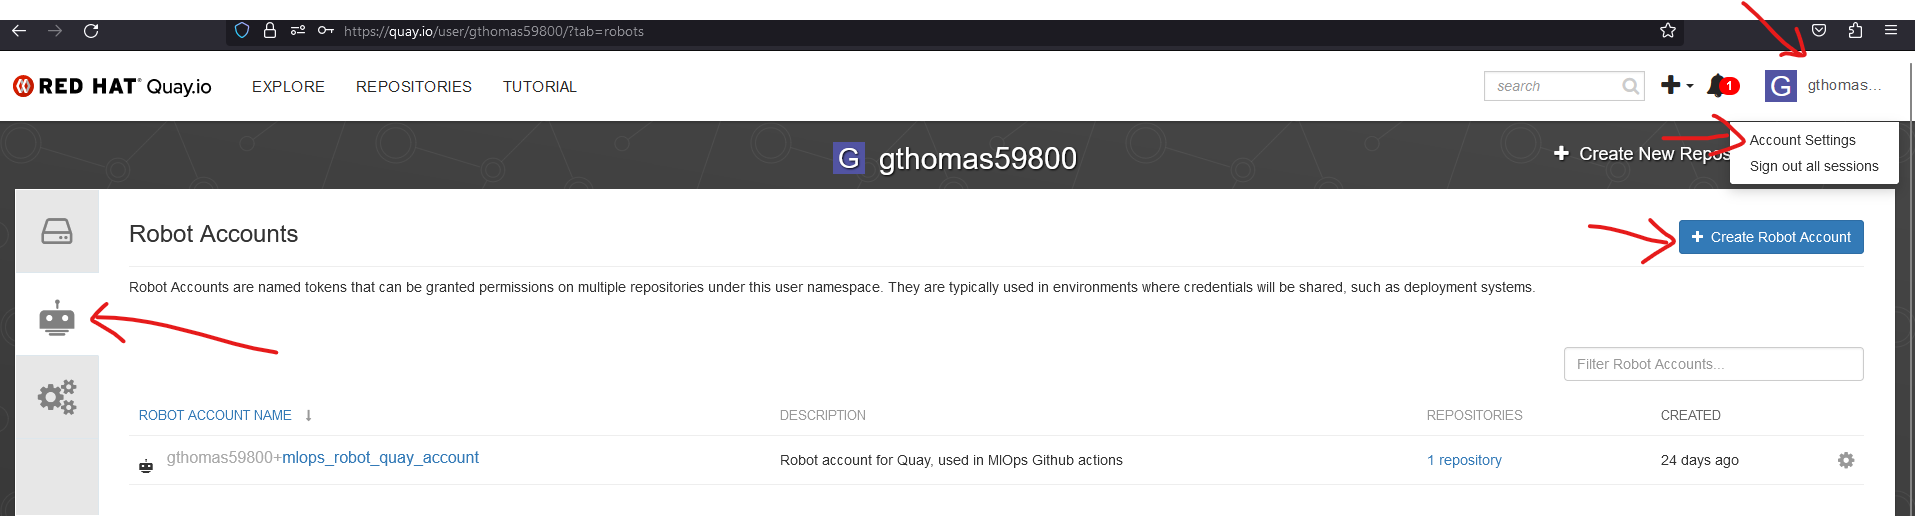 https://quay.io/user/gthomas59800/?tab=robots
RED HAT Quay.io EXPLORE REPOSITORIES TUTORIAL search 1 G gthomas...
Account Settings
G gthomas59800 + Create New Repos
Sign out all sessions
Robot Accounts + Create Robot Account
Robot Accounts are named tokens that can be granted permissions on multiple repositories under this user namespace. They are typically used in environments where credentials will be shared, such as deployment systems.
Filter Robot Accounts...
ROBOT ACCOUNT NAME DESCRIPTION REPOSITORIES CREATED
gthomas59800+mlops_robot_quay_account Robot account for Quay, used in MlOps Github actions 1 repository 24 days ago